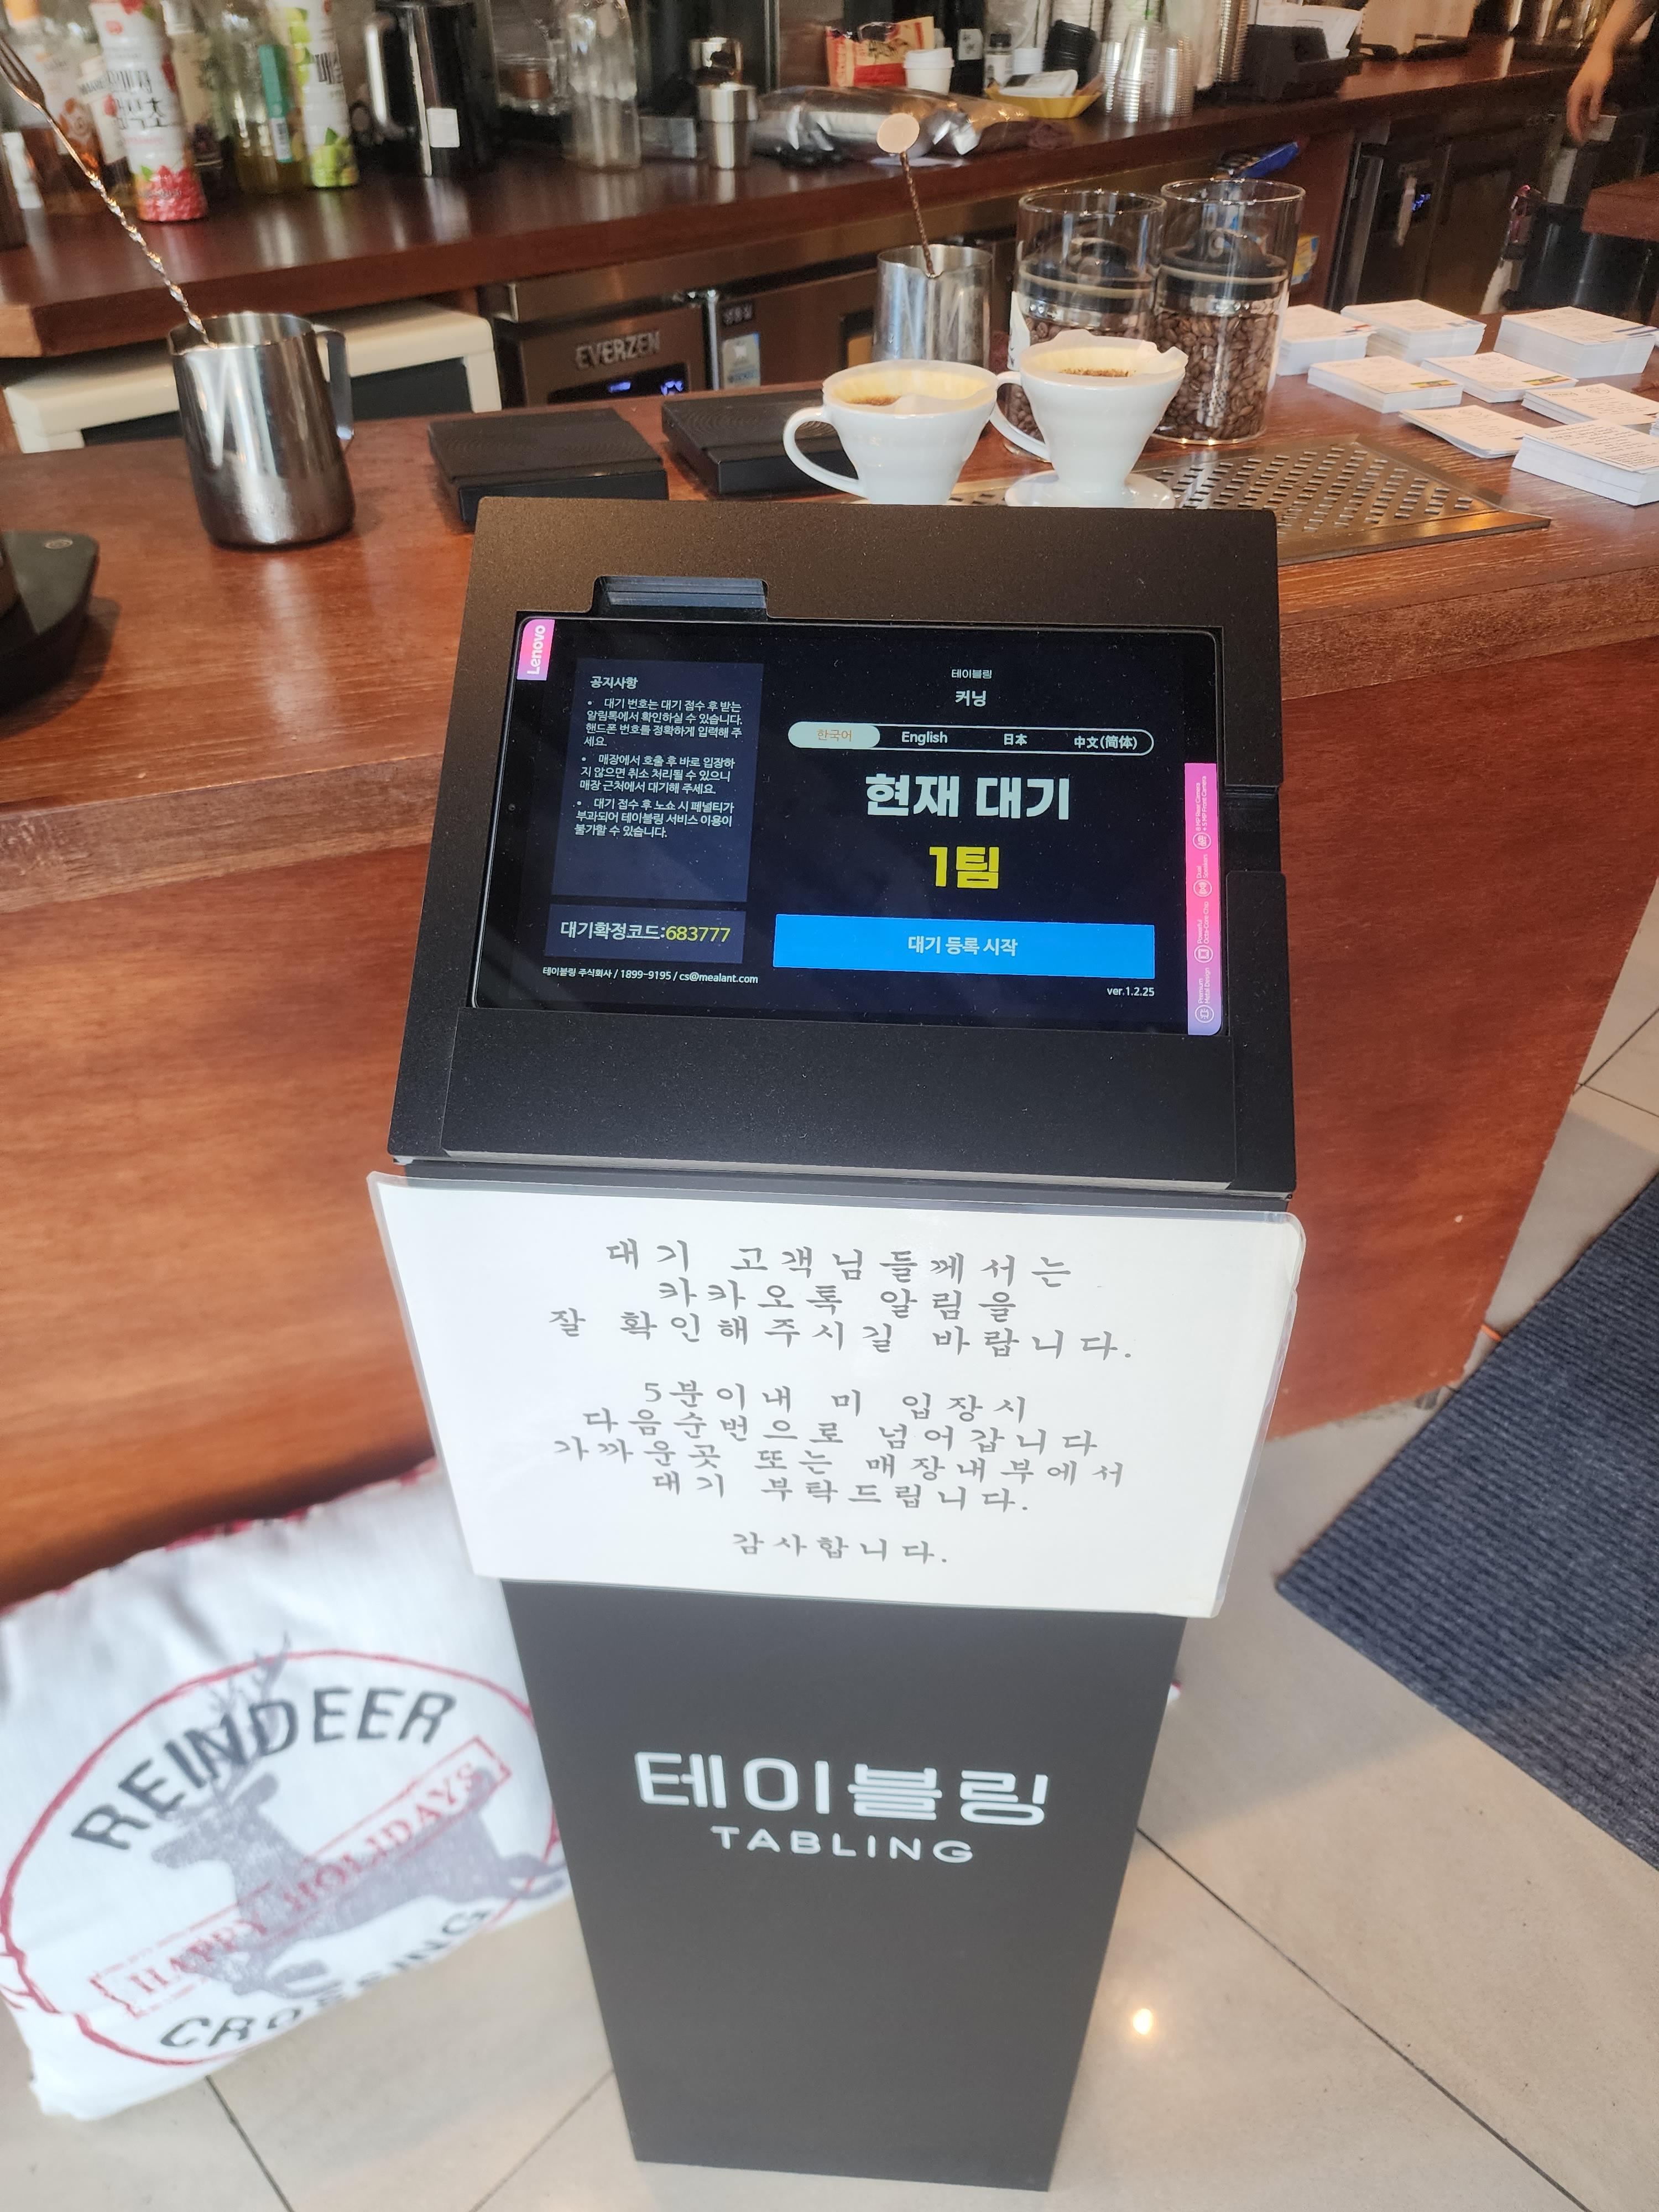 EVERZEN
Lenovo
공지사항
• 대기 번호는 대기 접수 후 받는
알림톡에서 확인하실 수 있습니다.
핸드폰 번호를 정확하게 입력해 주
세요.
• 매장에서 호출 후 바로 입장하
지 않으면 취소 처리될 수 있으니
매장 근처에서 대기해 주세요.
• 대기 접수 후 노쇼 시 페널티가
부과되어 테이블링 서비스 이용이
불가할 수 있습니다.
대기확정코드:683777
테이블링 주식회사 / 1899-9195 / cs@mealant.com
테이블링
커닝
한국어 English 日本 中文(简体)
현재 대기
1팀
대기 등록 시작
ver.1.2.25
대기 고객님들께서는
카카오톡 알림을
잘 확인해주시길 바랍니다.
5분이내 미 입장시
다음순번으로 넘어갑니다
가까운곳 또는 매장내부에서
대기 부탁드립니다.
감사합니다.
테이블링
TABLING
REINDEER
HAPPY HOLIDAYS
CROSSING